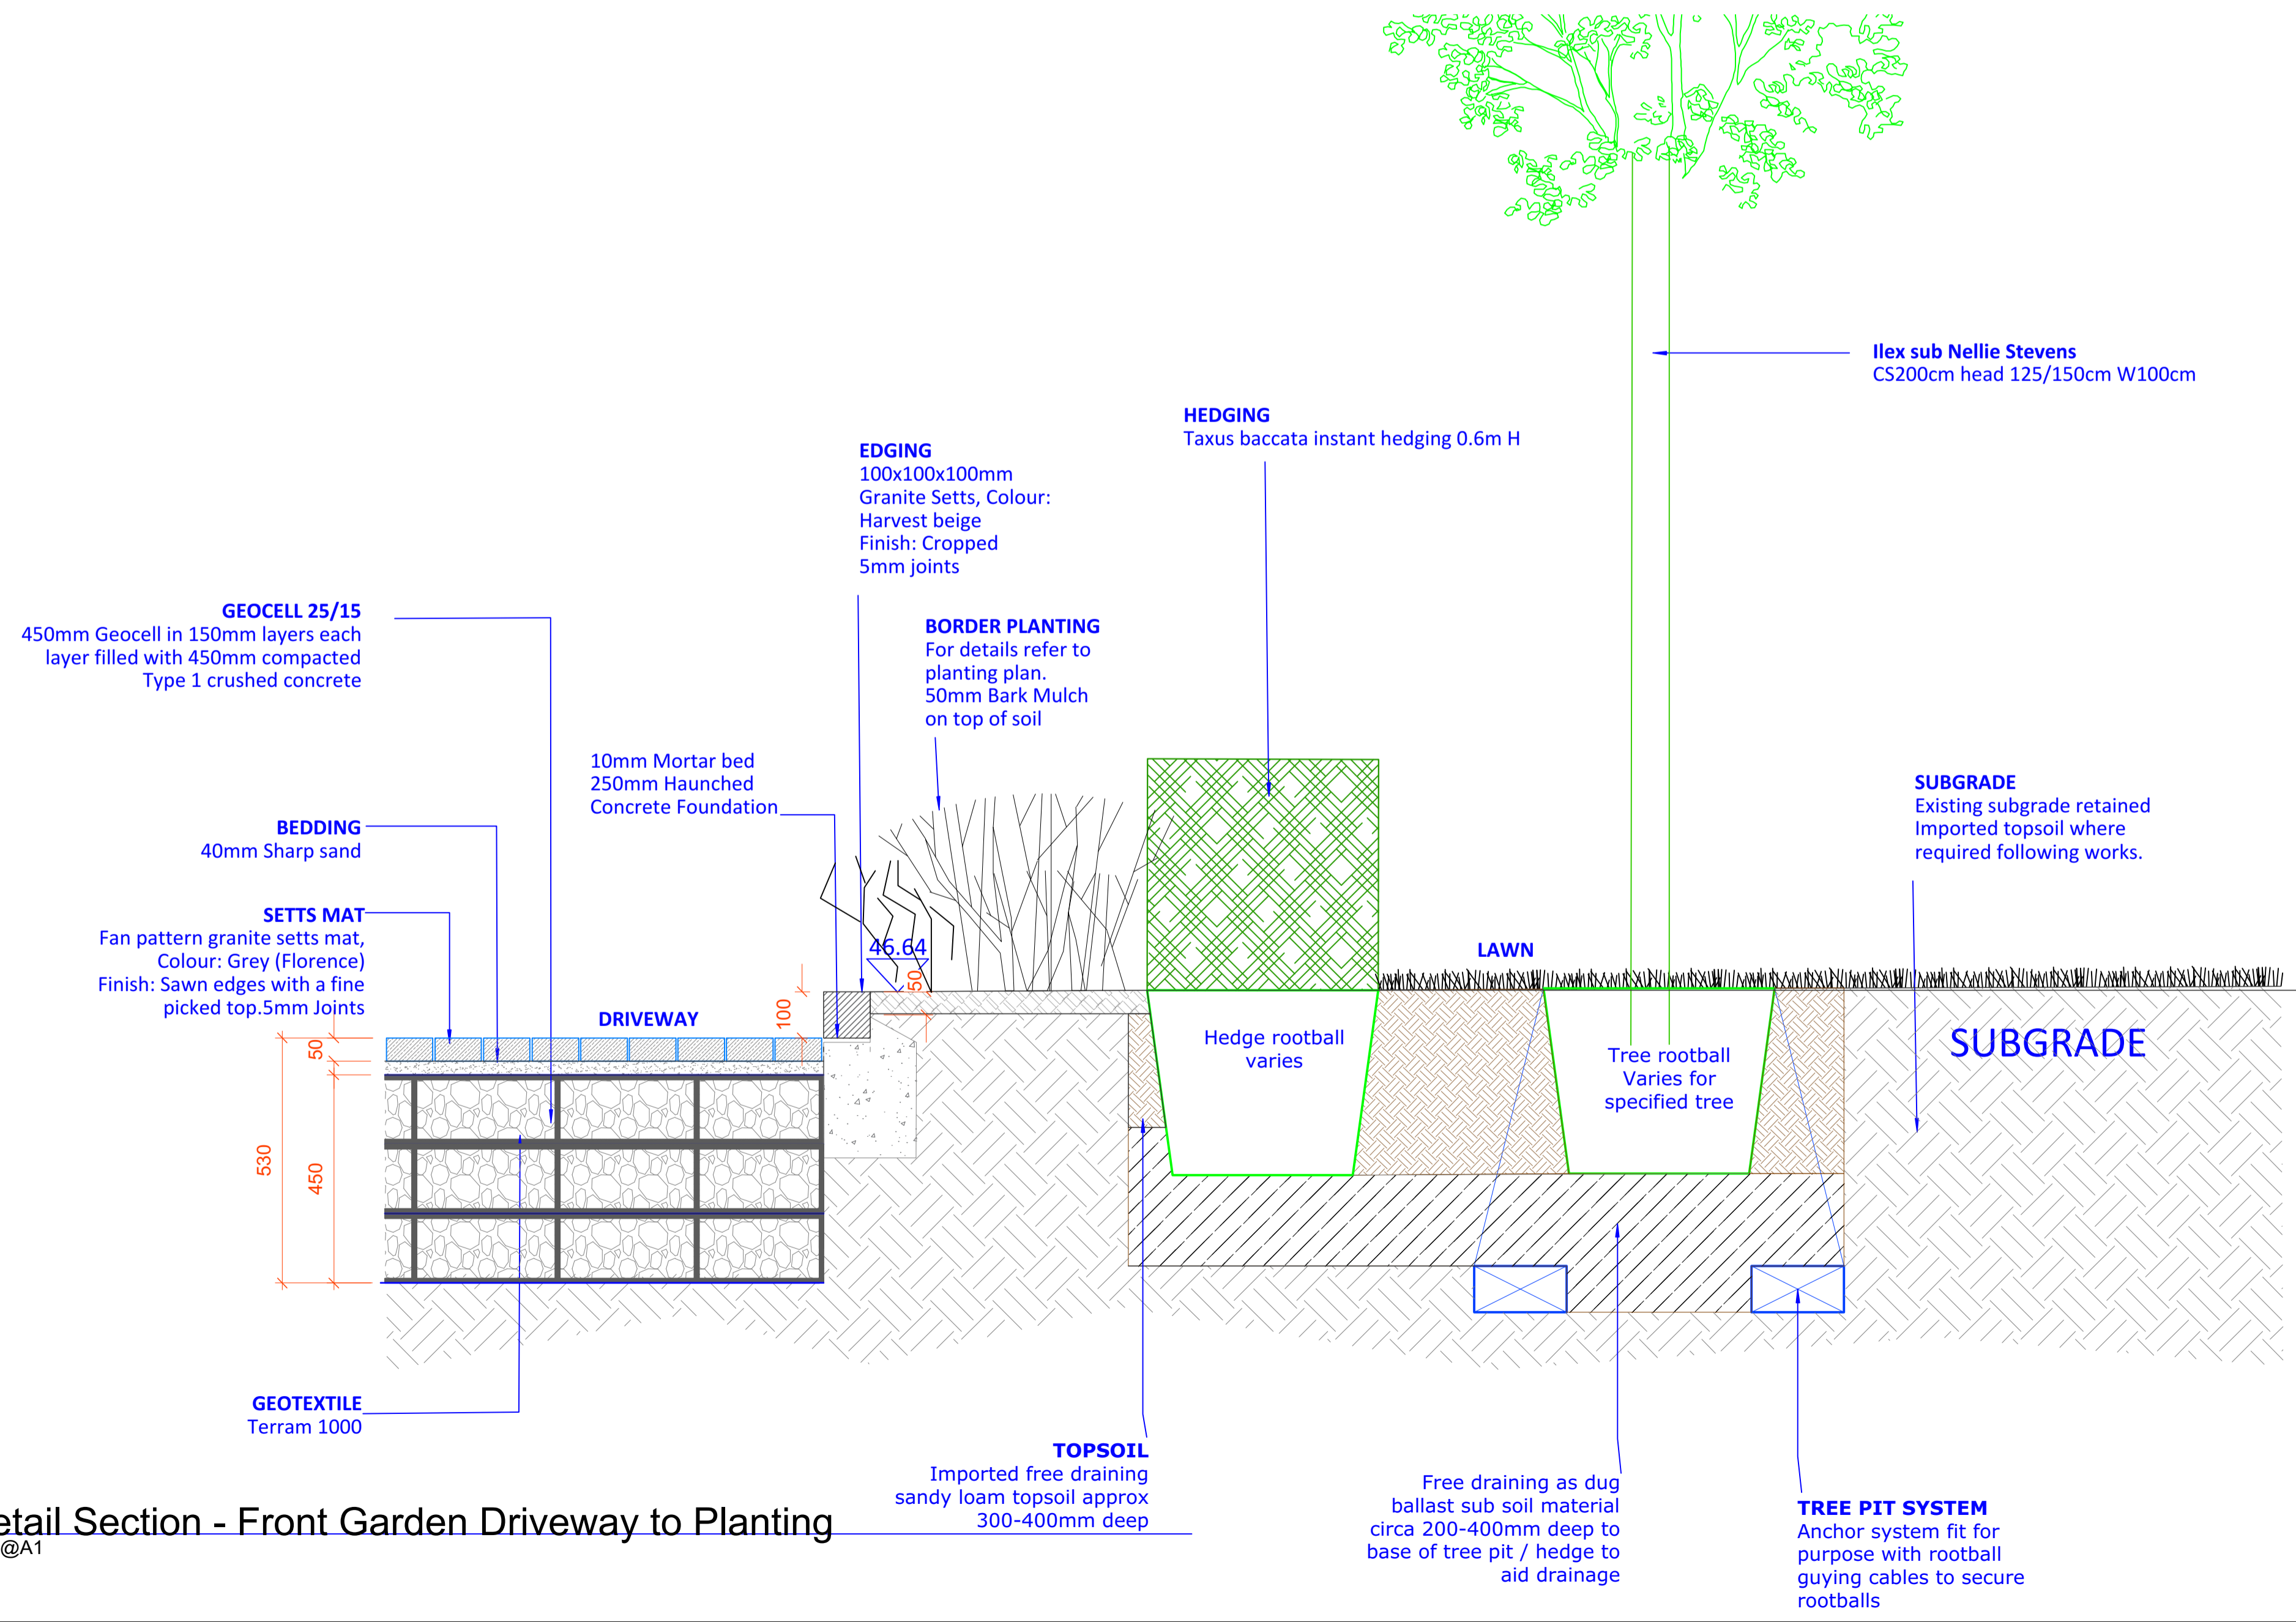 Ilex sub Nellie Stevens
CS200cm head 125/150cm W100cm
HEDGING
Taxus baccata instant hedging 0.6m H
EDGING
100x100x100mm
Granite Setts, Colour:
Harvest beige
Finish: Cropped
5mm joints
GEOCELL 25/15
450mm Geocell in 150mm layers each
layer filled with 450mm compacted
Type 1 crushed concrete
BORDER PLANTING
For details refer to
planting plan.
50mm Bark Mulch
on top of soil
10mm Mortar bed
250mm Haunched
Concrete Foundation
SUBGRADE
Existing subgrade retained
Imported topsoil where
required following works.
BEDDING
40mm Sharp sand
SETTS MAT
Fan pattern granite setts mat,
Colour: Grey (Florence)
Finish: Sawn edges with a fine
picked top.5mm Joints
46.64
50
100
LAWN
DRIVEWAY
50
530
450
Hedge rootball
varies
Tree rootball
Varies for
specified tree
SUBGRADE
GEOTEXTILE
Terram 1000
TOPSOIL
Imported free draining
sandy loam topsoil approx
300-400mm deep
Free draining as dug
ballast sub soil material
circa 200-400mm deep to
base of tree pit / hedge to
aid drainage
TREE PIT SYSTEM
Anchor system fit for
purpose with rootball
guying cables to secure
rootballs
etail Section - Front Garden Driveway to Planting
@A1